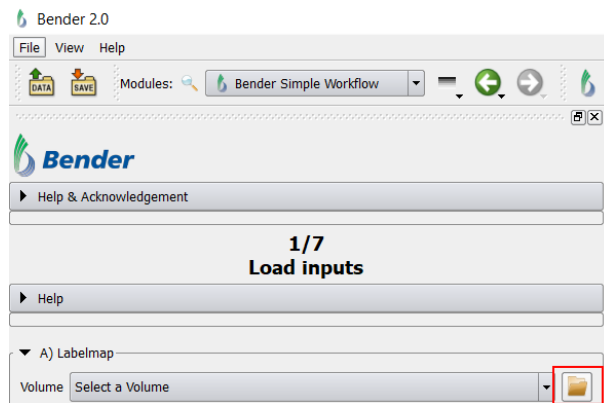 Bender 2.0
File View Help
DATA SAVE Modules: Bender Simple Workflow
Bender
Help & Acknowledgement
1/7
Load inputs
Help
A) Labelmap
Volume Select a Volume